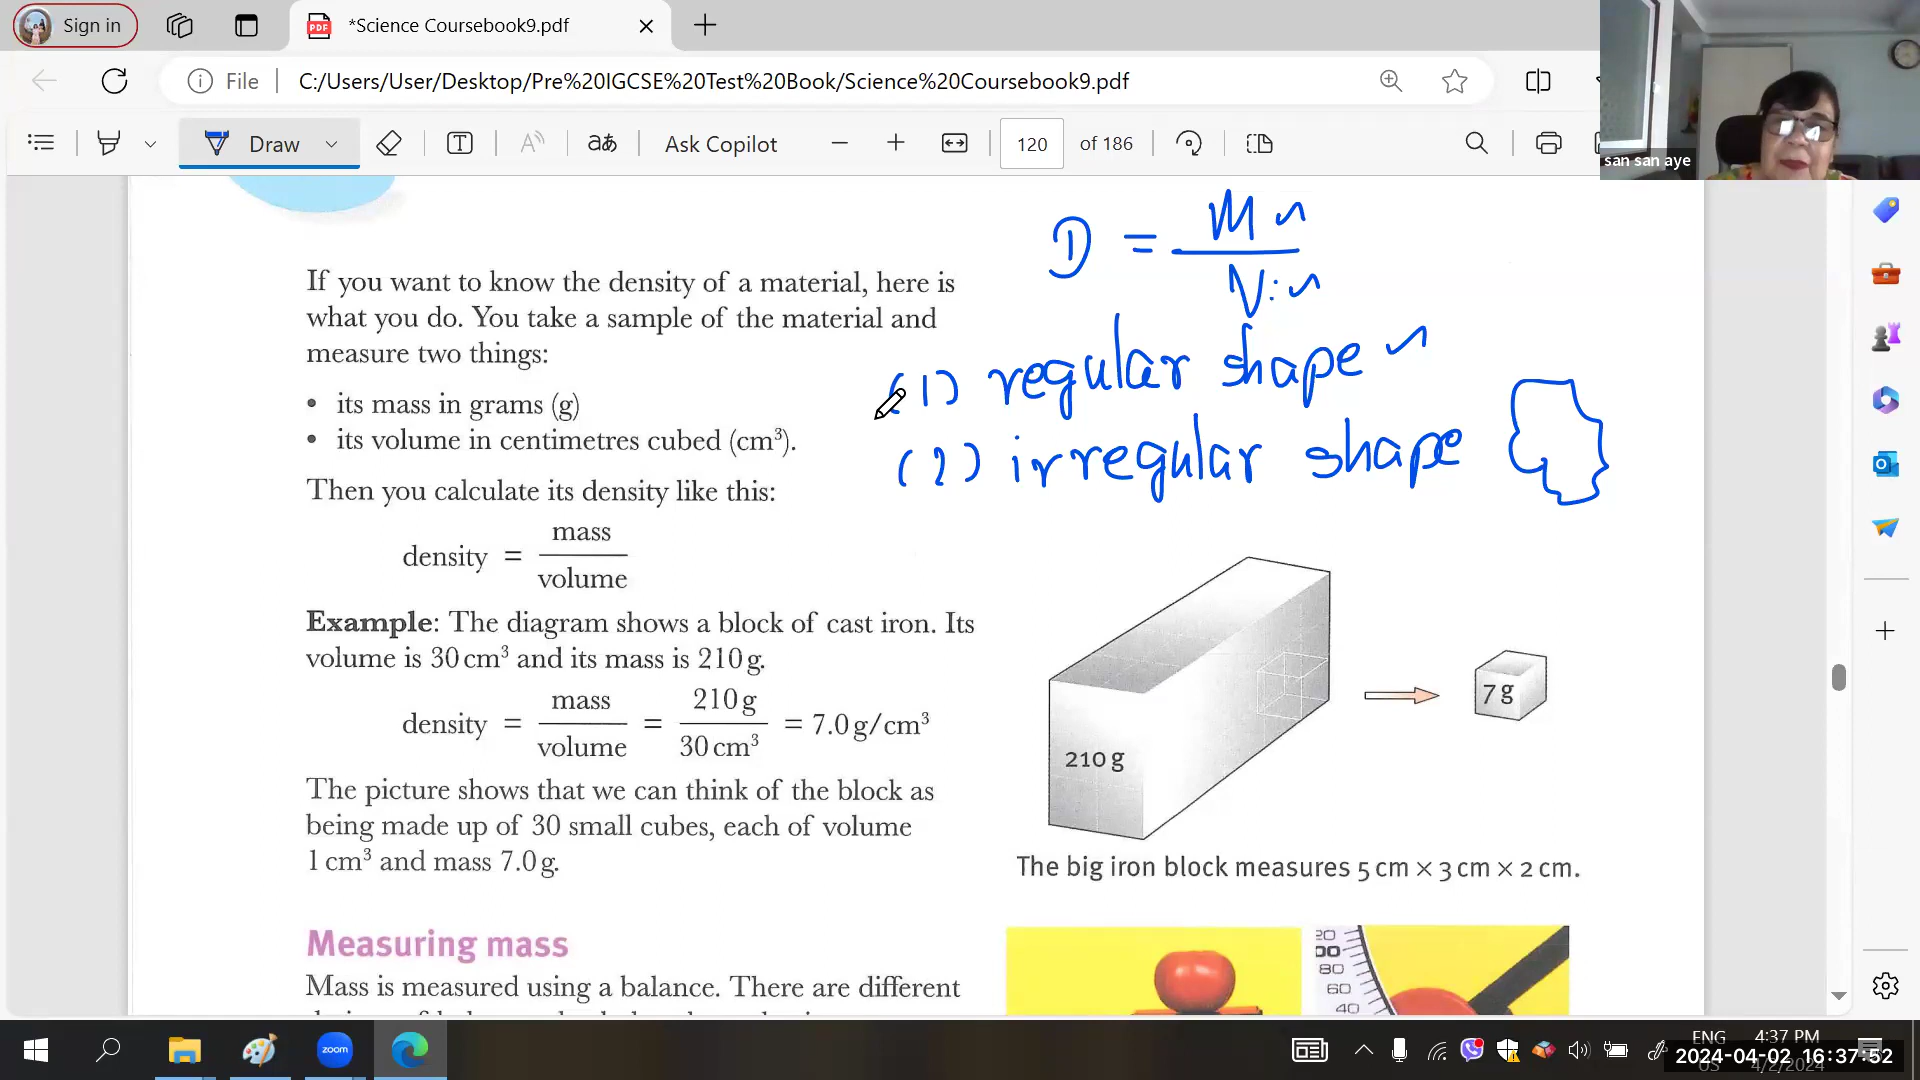 Sign in
*Science Coursebook9.pdf
File
C:/Users/User/Desktop/Pre%20IGCSE%20Test%20Book/Science%20Coursebook9.pdf
Draw
Ask Copilot
120 of 186
san san aye
If you want to know the density of a material, here is
what you do. You take a sample of the material and
measure two things:
• its mass in grams (g)
• its volume in centimetres cubed (cm³).
Then you calculate its density like this:
density = mass / volume
Example: The diagram shows a block of cast iron. Its
volume is 30 cm³ and its mass is 210 g.
density = mass / volume = 210 g / 30 cm³ = 7.0 g/cm³
The picture shows that we can think of the block as
being made up of 30 small cubes, each of volume
1 cm³ and mass 7.0 g.
Measuring mass
Mass is measured using a balance. There are different
D = M / V
(1) regular shape
(2) irregular shape
210 g
7 g
The big iron block measures 5 cm × 3 cm × 2 cm.
80
60
40
zoom
ENG
4:37 PM
2024-04-02 16:37:52